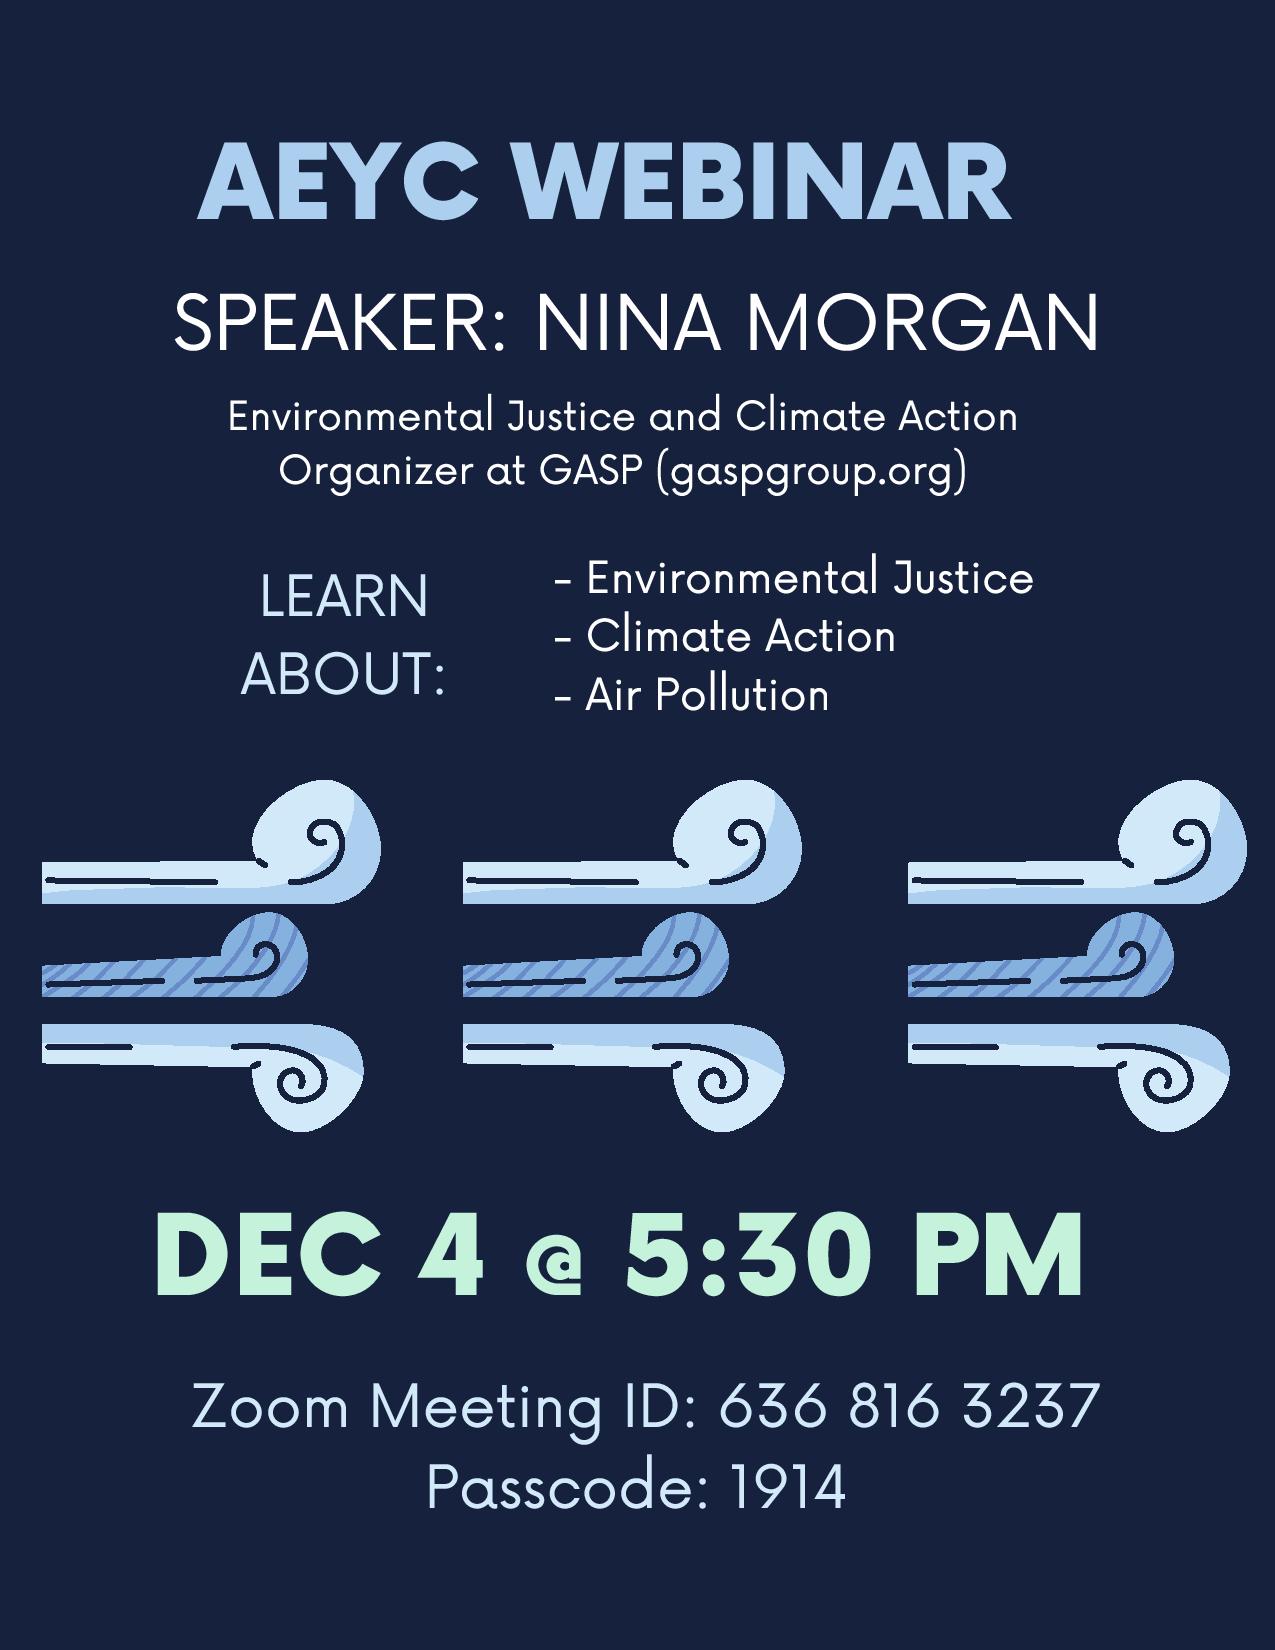 AEYC WEBINAR
SPEAKER: NINA MORGAN
Environmental Justice and Climate Action
Organizer at GASP (gaspgroup.org)
LEARN
ABOUT:
- Environmental Justice
- Climate Action
- Air Pollution
DEC 4 @ 5:30 PM
Zoom Meeting ID: 636 816 3237
Passcode: 1914